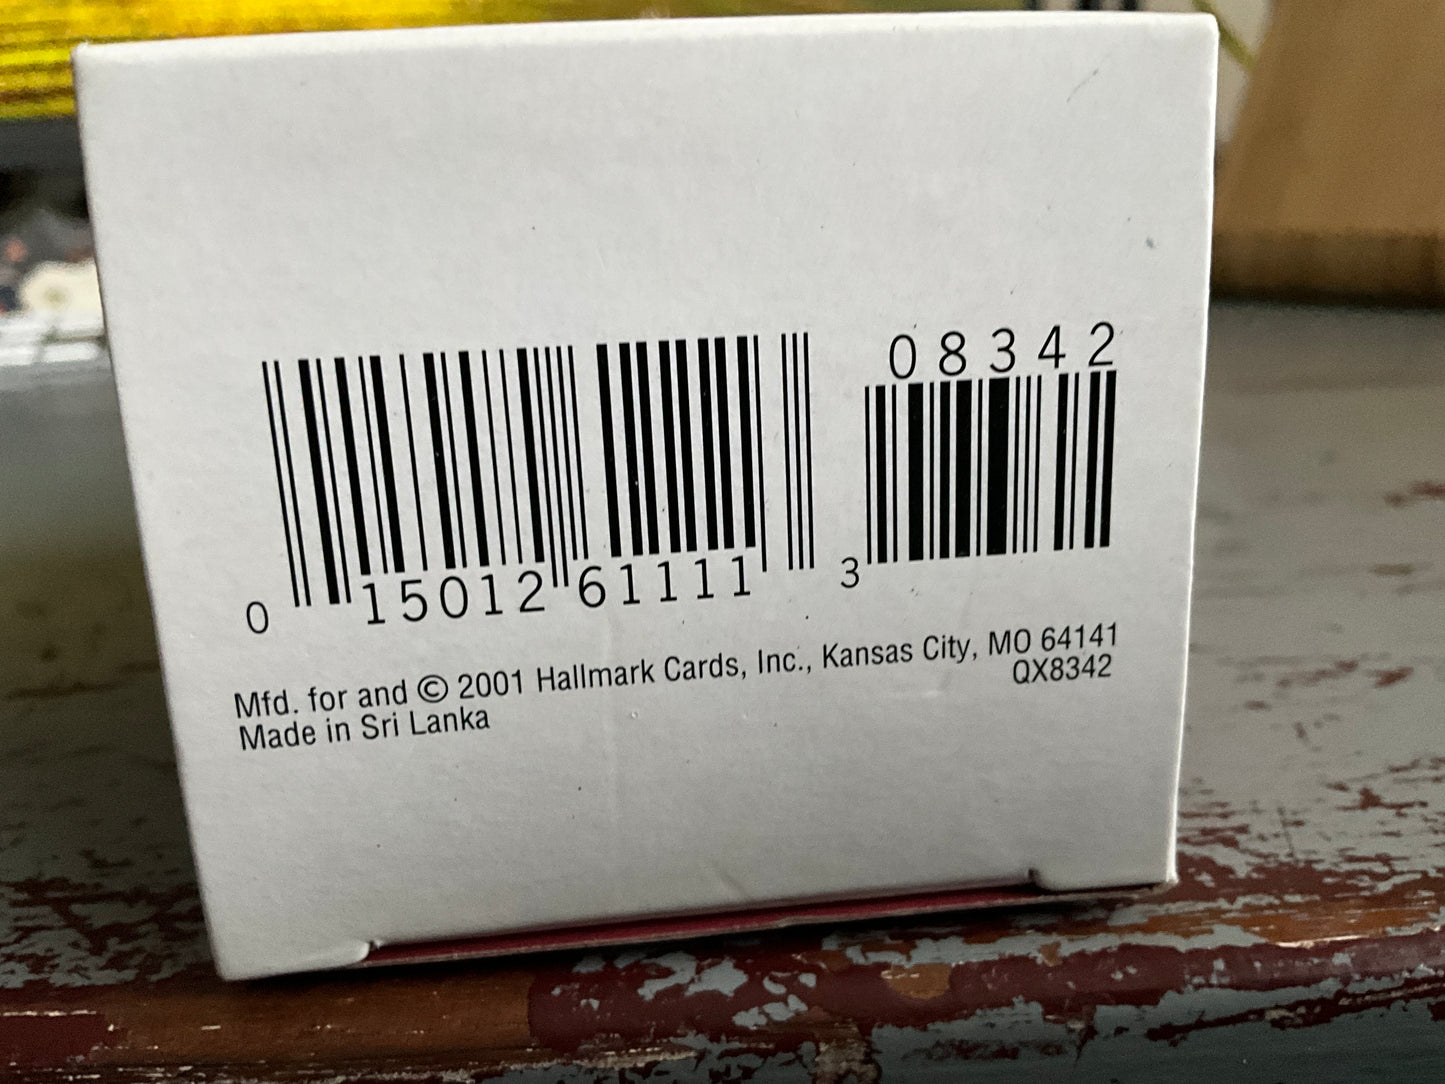 08342
0 15012 61111 3
Mfd. for and © 2001 Hallmark Cards, Inc., Kansas City, MO 64141
QX8342
Made in Sri Lanka